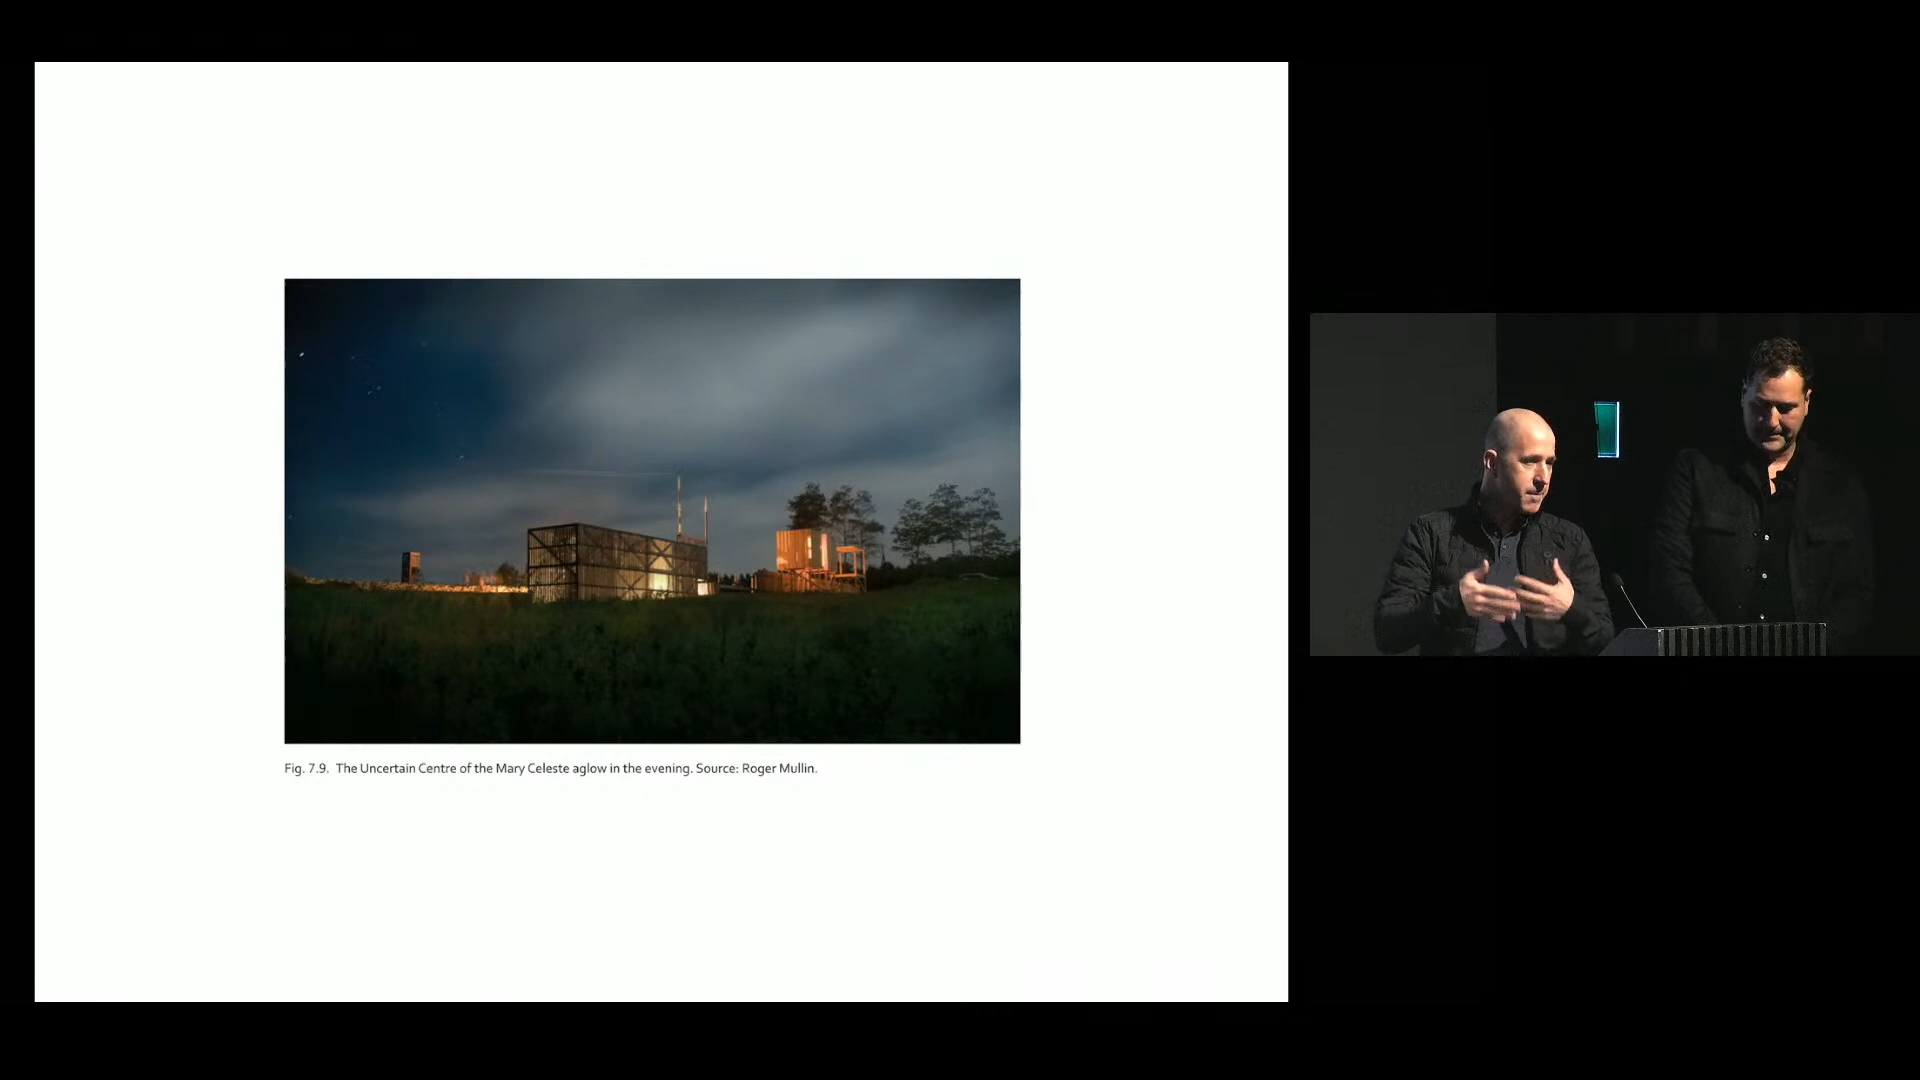 Fig. 7.9. The Uncertain Centre of the Mary Celeste aglow in the evening. Source: Roger Mullin.